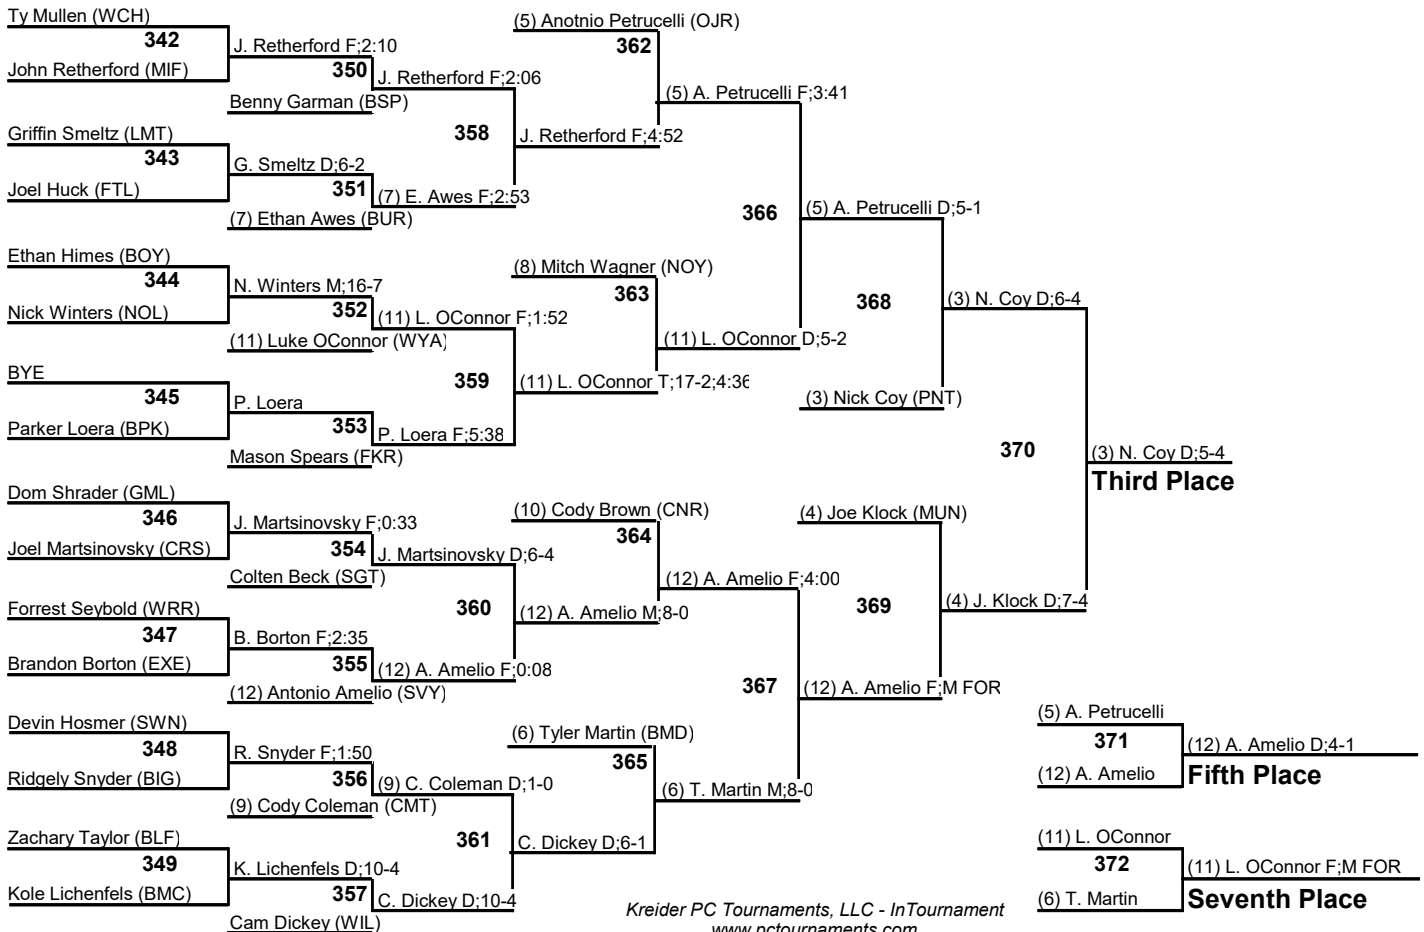 Ty Mullen (WCH)
342
John Retherford (MIF)
J. Retherford F;2:10
350
Benny Garman (BSP)
J. Retherford F;2:06
Griffin Smeltz (LMT)
343
Joel Huck (FTL)
G. Smeltz D;6-2
351
(7) Ethan Awes (BUR)
(7) E. Awes F;2:53
358
J. Retherford F;4:52
(5) Anotnio Petrucelli (OJR)
362
(5) A. Petrucelli F;3:41
Ethan Himes (BOY)
344
Nick Winters (NOL)
N. Winters M;16-7
352
(11) Luke OConnor (WYA)
(11) L. OConnor F;1:52
BYE
345
Parker Loera (BPK)
P. Loera
353
Mason Spears (FKR)
P. Loera F;5:38
359
(11) L. OConnor T;17-2;4:36
(8) Mitch Wagner (NOY)
363
(11) L. OConnor D;5-2
366
(5) A. Petrucelli D;5-1
368
(3) Nick Coy (PNT)
(3) N. Coy D;6-4
Dom Shrader (GML)
346
Joel Martsinovsky (CRS)
J. Martsinovsky F;0:33
354
Colten Beck (SGT)
J. Martsinovsky D;6-4
Forrest Seybold (WRR)
347
Brandon Borton (EXE)
B. Borton F;2:35
355
(12) Antonio Amelio (SVY)
(12) A. Amelio F;0:08
360
(12) A. Amelio M;8-0
(10) Cody Brown (CNR)
364
(12) A. Amelio F;4:00
Devin Hosmer (SWN)
348
Ridgely Snyder (BIG)
R. Snyder F;1:50
356
(9) Cody Coleman (CMT)
(9) C. Coleman D;1-0
Zachary Taylor (BLF)
349
Kole Lichenfels (BMC)
K. Lichenfels D;10-4
357
Cam Dickey (WIL)
C. Dickey D;10-4
361
C. Dickey D;6-1
(6) Tyler Martin (BMD)
365
(6) T. Martin M;8-0
367
(12) A. Amelio F;M FOR
(4) Joe Klock (MUN)
369
(4) J. Klock D;7-4
370
(3) N. Coy D;5-4
Third Place
(5) A. Petrucelli
371
(12) A. Amelio
(12) A. Amelio D;4-1
Fifth Place
(11) L. OConnor
372
(6) T. Martin
(11) L. OConnor F;M FOR
Seventh Place
Kreider PC Tournaments, LLC - InTournament
www.pctournaments.com